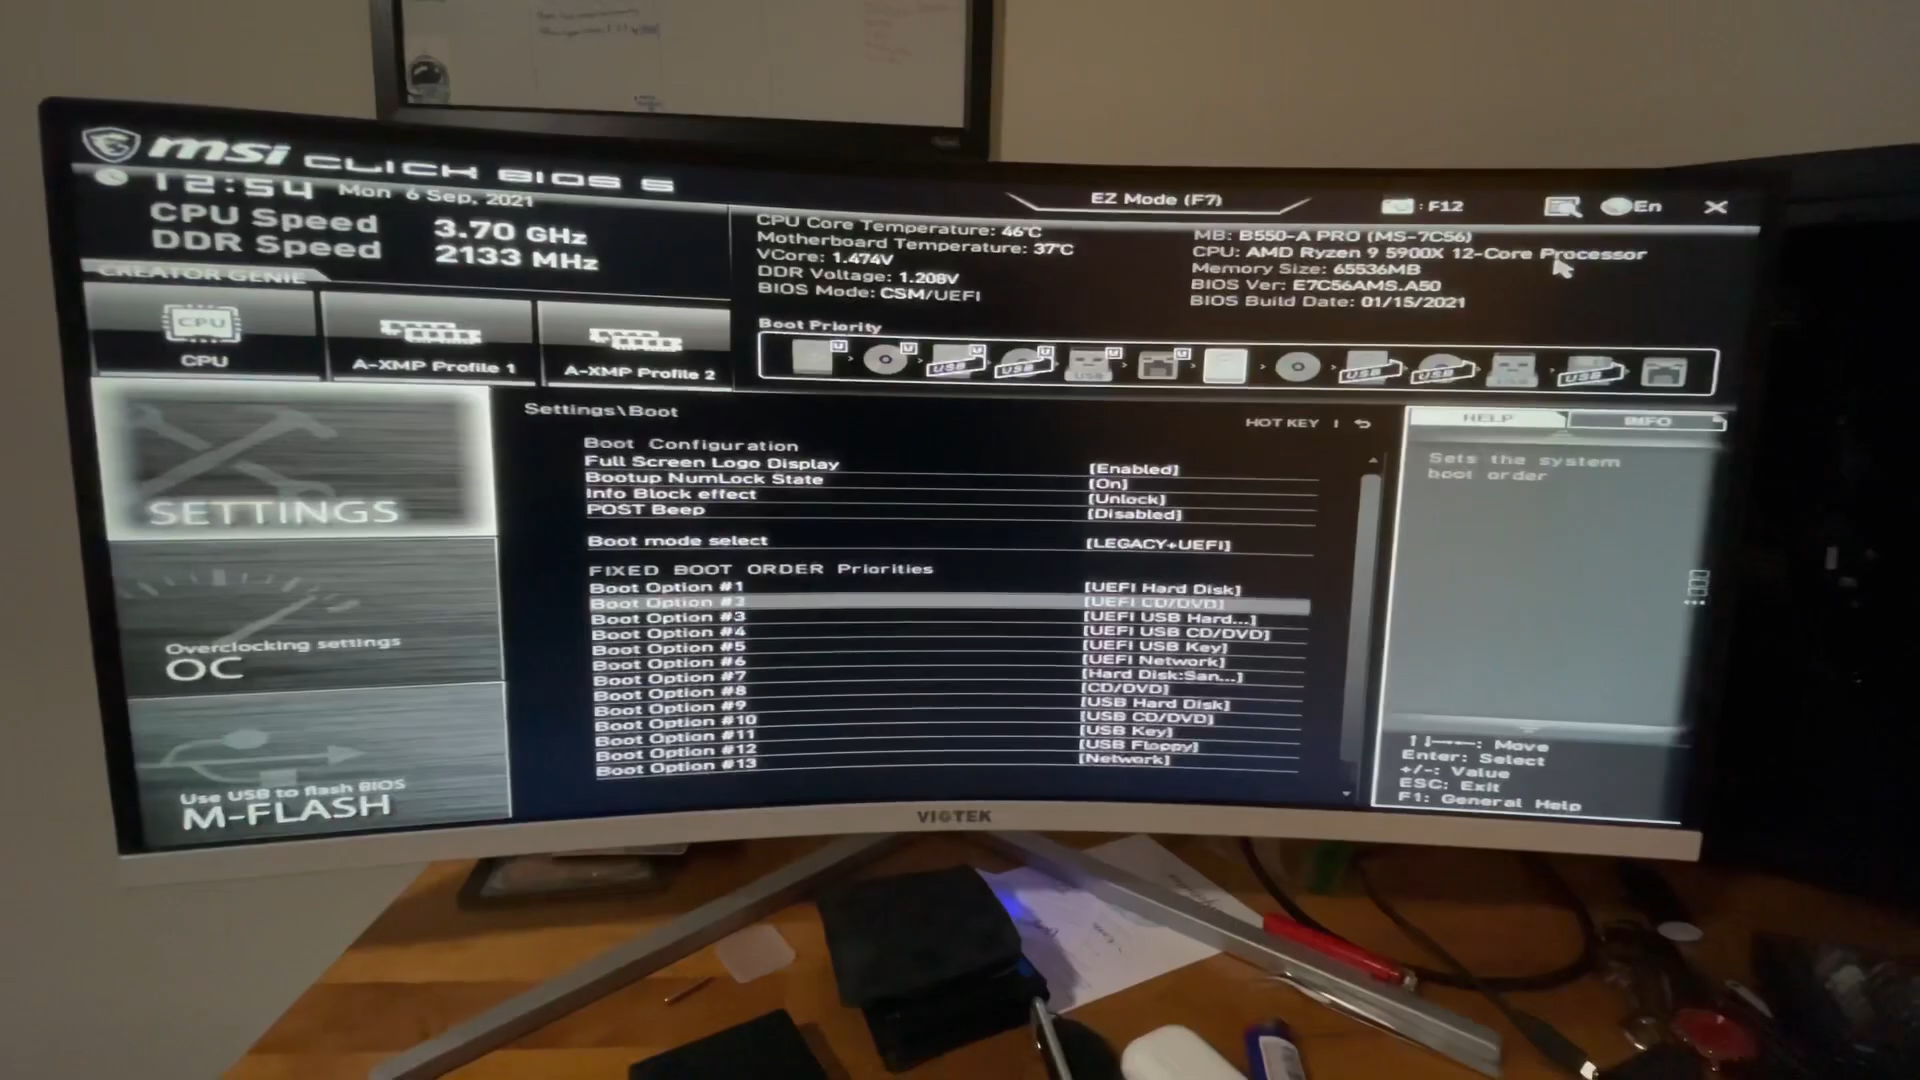 msi CLICK BIOS 5
12:54 Mon 6 Sep, 2021
CPU Speed 3.70 GHz
DDR Speed 2133 MHz
EZ Mode (F7)
: F12
En
X
CREATOR GENIE
CPU
CPU
A-XMP Profile 1
A-XMP Profile 2
CPU Core Temperature: 46°C
Motherboard Temperature: 37°C
VCore: 1.474V
DDR Voltage: 1.208V
BIOS Mode: CSM/UEFI
MB: B550-A PRO (MS-7C56)
CPU: AMD Ryzen 9 5900X 12-Core Processor
Memory Size: 65536MB
BIOS Ver: E7C56AMS.A50
BIOS Build Date: 01/15/2021
Boot Priority
U U U U U U
USB USB USB USB USB USB
SETTINGS
Overclocking settings
OC
Use USB to flash BIOS
M-FLASH
Settings\Boot
HOT KEY |
Boot Configuration
Full Screen Logo Display [Enabled]
Bootup NumLock State [On]
Info Block effect [Unlock]
POST Beep [Disabled]
Boot mode select [LEGACY+UEFI]
FIXED BOOT ORDER Priorities
Boot Option #1 [UEFI Hard Disk]
Boot Option #2 [UEFI CD/DVD]
Boot Option #3 [UEFI USB Hard...]
Boot Option #4 [UEFI USB CD/DVD]
Boot Option #5 [UEFI USB Key]
Boot Option #6 [UEFI Network]
Boot Option #7 [Hard Disk:San...]
Boot Option #8 [CD/DVD]
Boot Option #9 [USB Hard Disk]
Boot Option #10 [USB CD/DVD]
Boot Option #11 [USB Key]
Boot Option #12 [USB Floppy]
Boot Option #13 [Network]
HELP
INFO
Sets the system
boot order
↑↓→←: Move
Enter: Select
+/-: Value
ESC: Exit
F1: General Help
VIOTEK